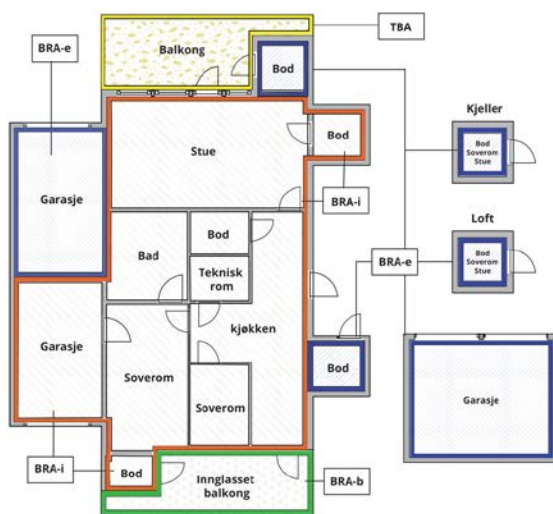 TBA
BRA-e
Balkong
Bod
Kjeller
Bod
Soverom
Stue
Stue
Bod
Garasje
BRA-i
Loft
Bod
Soverom
Stue
Bod
Bad
Teknisk
rom
BRA-e
kjøkken
Garasje
Soverom
Bod
Soverom
Garasje
BRA-i
Bod
Innglasset
balkong
BRA-b